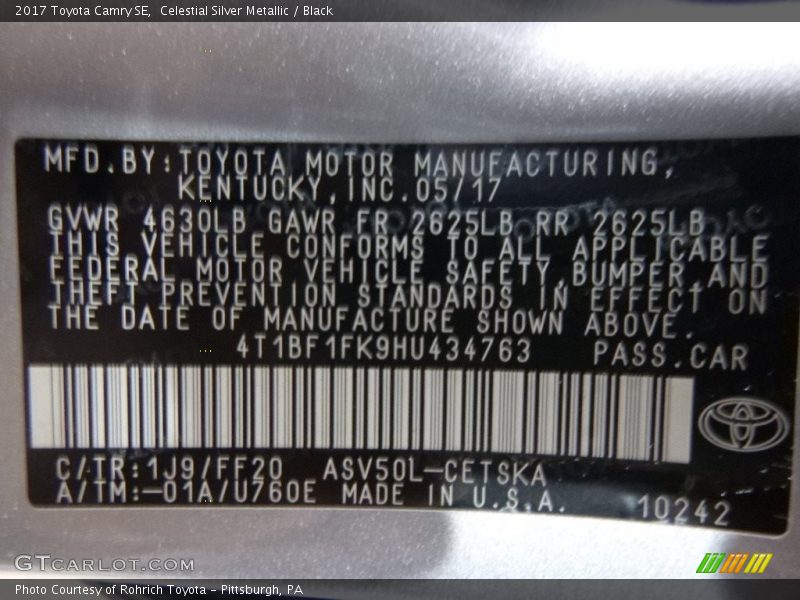 2017 Toyota Camry SE,  Celestial Silver Metallic / Black
MFD.BY:TOYOTA MOTOR MANUFACTURING,
KENTUCKY,INC.05/17
GVWR 4630LB GAWR FR 2625LB RR 2625LB
THIS VEHICLE CONFORMS TO ALL APPLICABLE
FEDERAL MOTOR VEHICLE SAFETY,BUMPER,AND
THEFT PREVENTION STANDARDS IN EFFECT ON
THE DATE OF MANUFACTURE SHOWN ABOVE.
4T1BF1FK9HU434763 PASS.CAR
C/TR:1J9/FF20 ASV50L-CETSKA
A/TM:-01A/U760E MADE IN U.S.A. 10242
GTCARLOT.COM
Photo Courtesy of Rohrich Toyota - Pittsburgh, PA